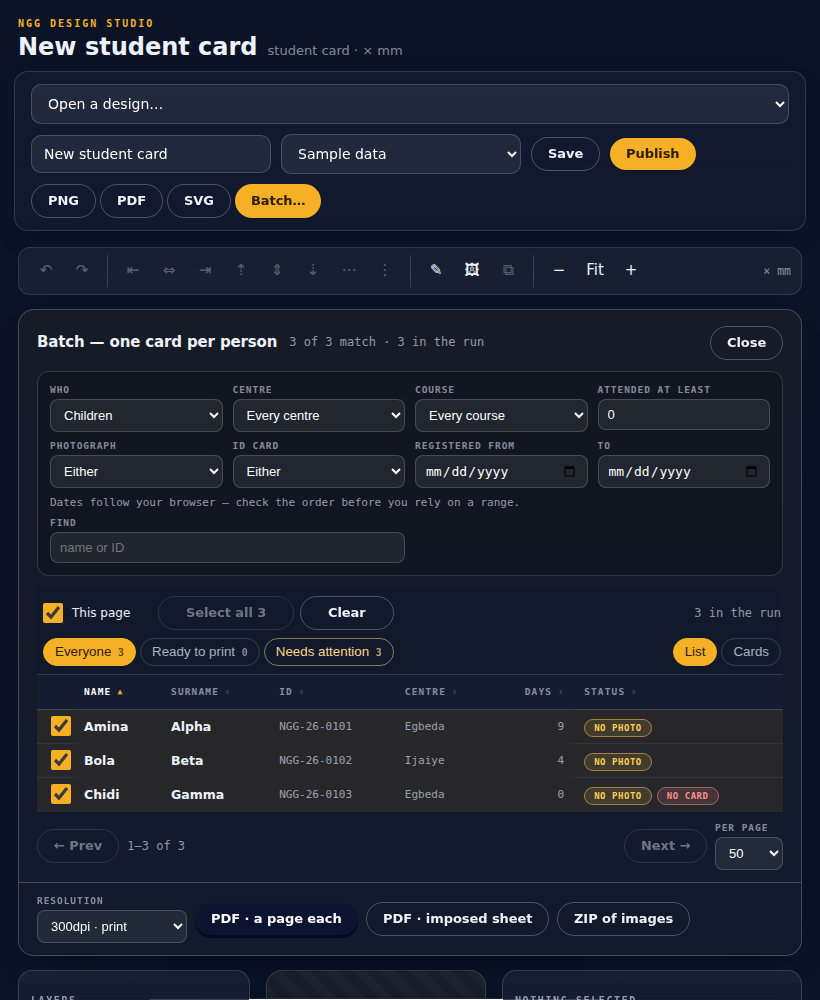 NGG DESIGN STUDIO
New student card student card · × mm
Open a design…
New student card Sample data Save Publish
PNG PDF SVG Batch…
− Fit + × mm
Batch — one card per person 3 of 3 match · 3 in the run Close
WHO CENTRE COURSE ATTENDED AT LEAST
Children Every centre Every course 0
PHOTOGRAPH ID CARD REGISTERED FROM TO
Either Either mm/dd/yyyy mm/dd/yyyy
Dates follow your browser — check the order before you rely on a range.
FIND
name or ID
This page Select all 3 Clear 3 in the run
Everyone 3 Ready to print 0 Needs attention 3 List Cards
NAME ▲ SURNAME ID CENTRE DAYS STATUS
Amina Alpha NGG-26-0101 Egbeda 9 NO PHOTO
Bola Beta NGG-26-0102 Ijaiye 4 NO PHOTO
Chidi Gamma NGG-26-0103 Egbeda 0 NO PHOTO NO CARD
← Prev 1–3 of 3 Next → PER PAGE
50
RESOLUTION
300dpi · print PDF · a page each PDF · imposed sheet ZIP of images
LAYERS NOTHING SELECTED